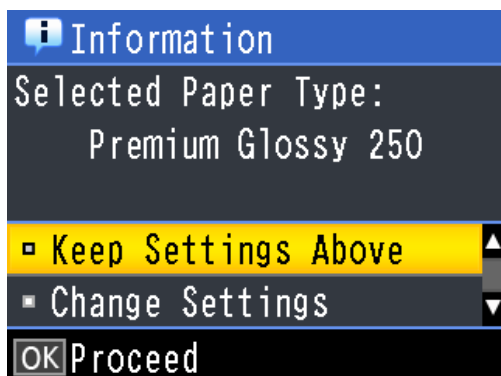 Information
Selected Paper Type:
Premium Glossy 250
Keep Settings Above
Change Settings
OK Proceed